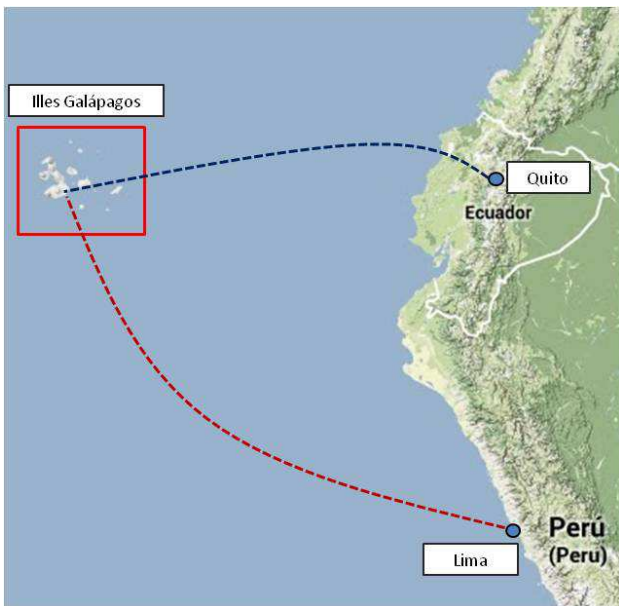 Illes Galápagos
Quito
Ecuador
Perú
(Peru)
Lima